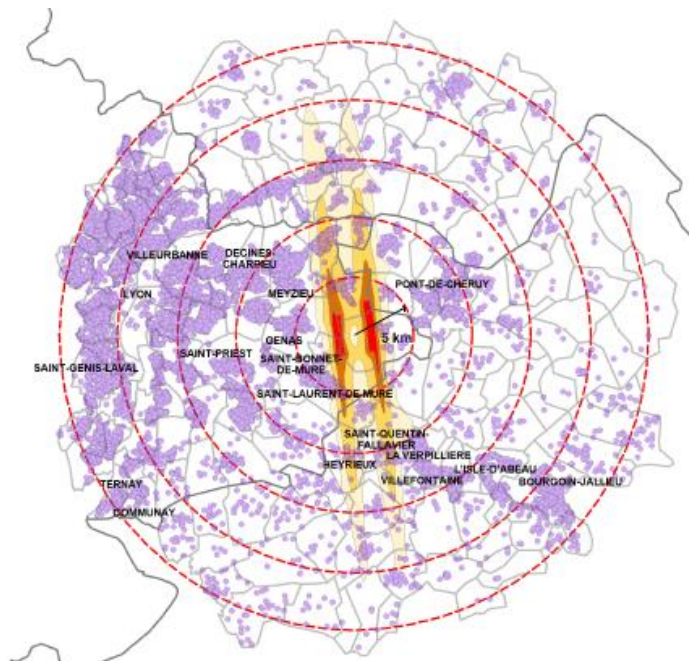 VILLEURBANNE
DECINES-
CHARPIEU
MEYZIEU
PONT-DE-CHERUY
LYON
5 km
GENAS
SAINT-PRIEST
SAINT-BONNET-
DE-MURE
SAINT-GENIS-LAVAL
SAINT-LAURENT-DE-MURE
SAINT-QUENTIN-
FALLAVIER
LA VERPILLIERE
HEYRIEUX
L'ISLE-D'ABEAU
VILLEFONTAINE
BOURGOIN-JALLIEU
TERNAY
COMMUNAY